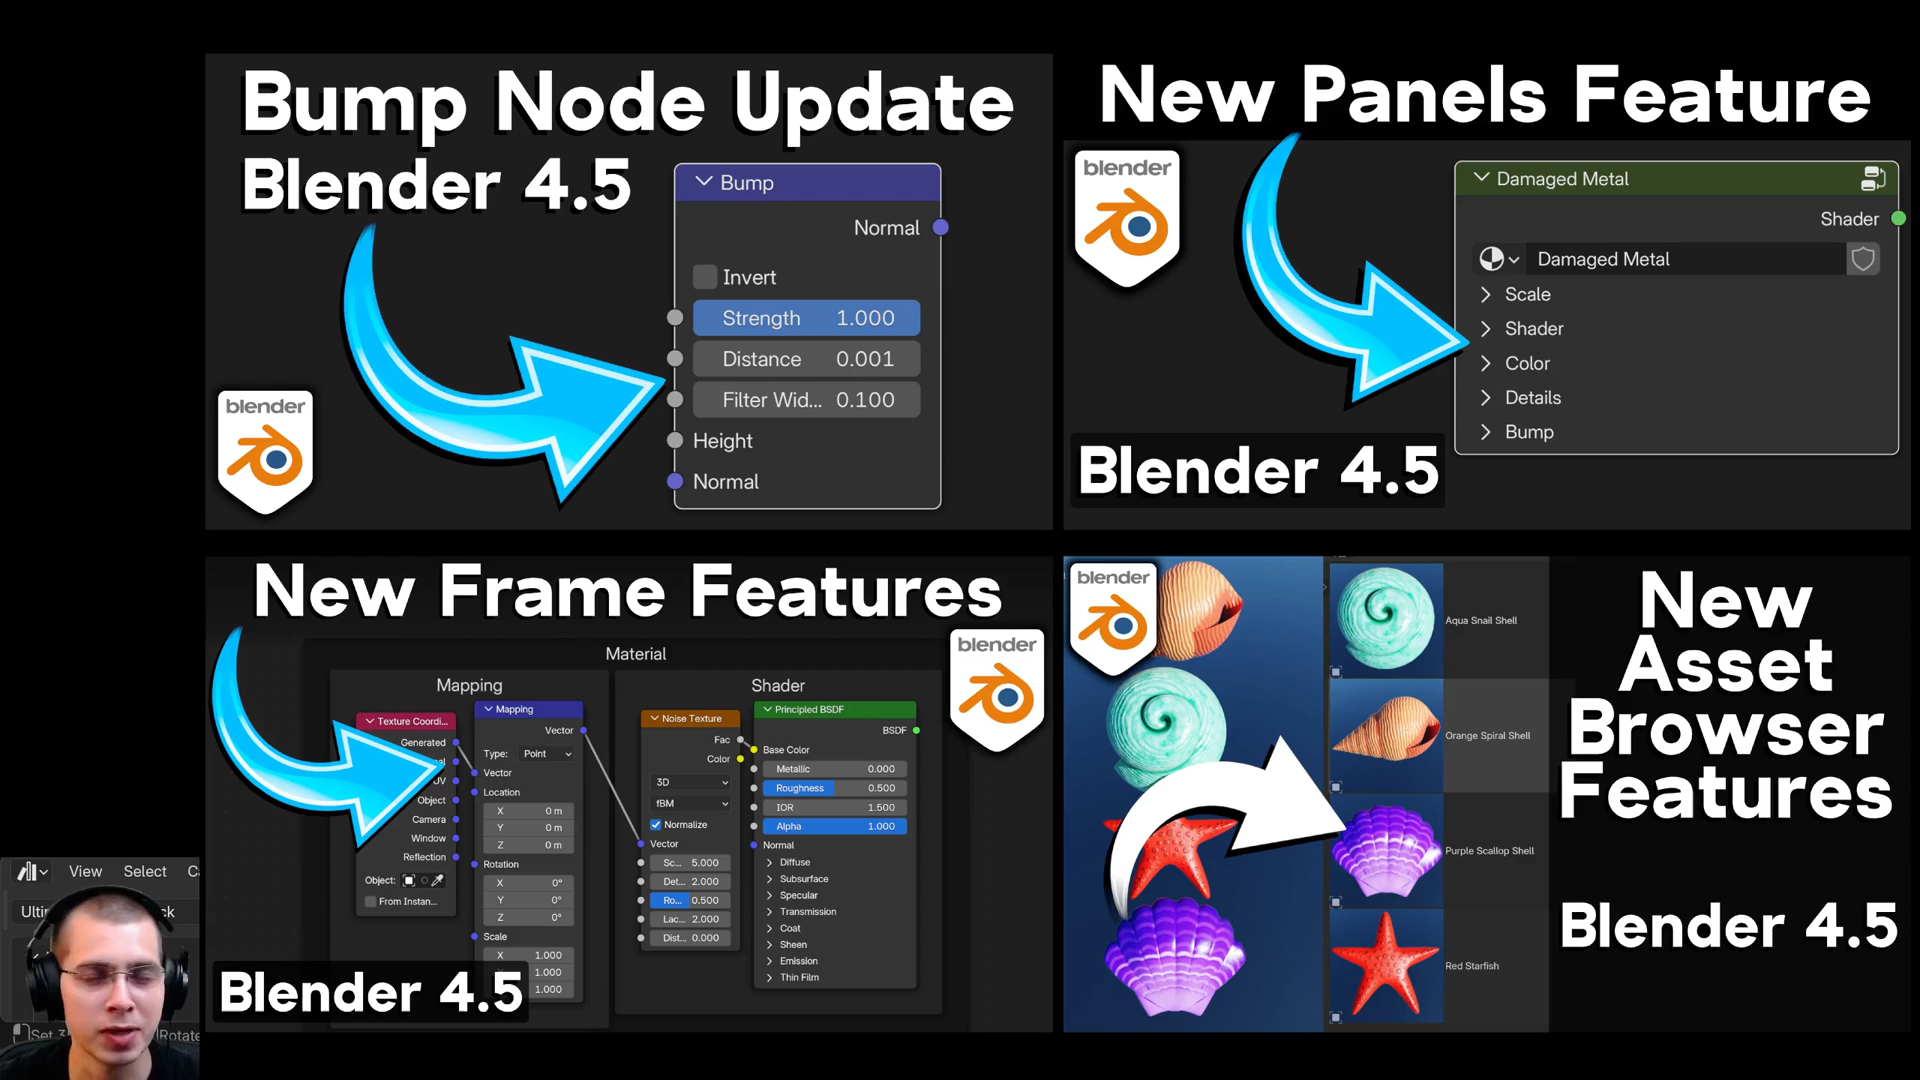 Bump Node Update
Blender 4.5
Bump
Normal
Invert
Strength 1.000
Distance 0.001
Filter Wid... 0.100
Height
Normal
blender
New Panels Feature
blender
Damaged Metal
Shader
Damaged Metal
Scale
Shader
Color
Details
Bump
Blender 4.5
New Frame Features
blender
Material
Mapping
Shader
Texture Coordi...
Generated
UV
Object
Camera
Window
Reflection
Object:
From Instan...
Mapping
Vector
Type: Point
Vector
Location
X 0 m
Y 0 m
Z 0 m
Rotation
X 0°
Y 0°
Z 0°
Scale
X 1.000
1.000
1.000
Noise Texture
Fac
Color
3D
fBM
Normalize
Vector
Sc... 5.000
Det... 2.000
Ro... 0.500
Lac... 2.000
Dist... 0.000
Principled BSDF
BSDF
Base Color
Metallic 0.000
Roughness 0.500
IOR 1.500
Alpha 1.000
Normal
Diffuse
Subsurface
Specular
Transmission
Coat
Sheen
Emission
Thin Film
Blender 4.5
blender
Aqua Snail Shell
Orange Spiral Shell
Purple Scallop Shell
Red Starfish
New
Asset
Browser
Features
Blender 4.5
View Select
Set 3
Rotate